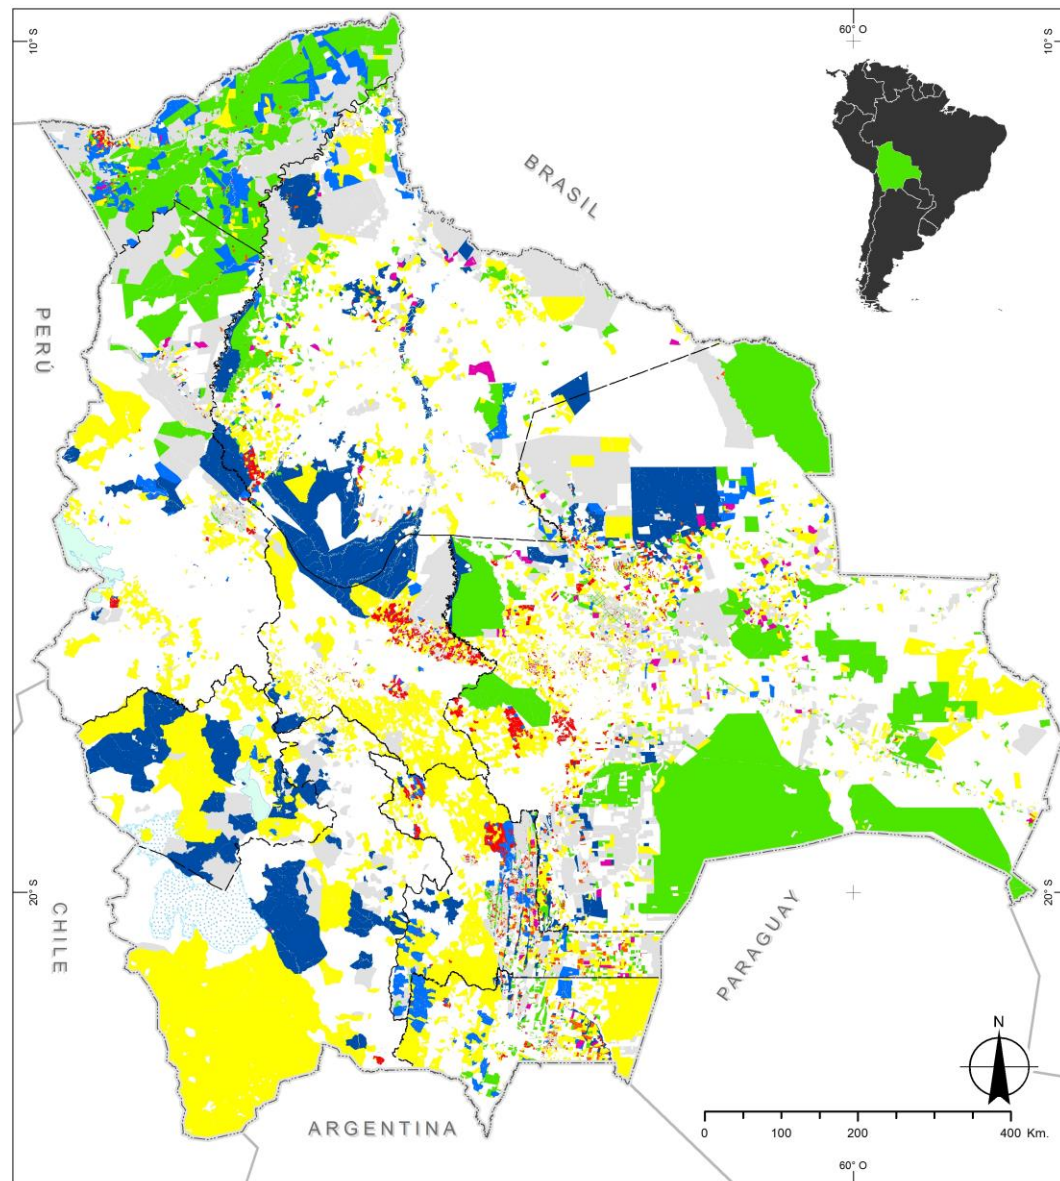 60° O
10° S
10° S
BRASIL
PERÚ
20° S
20° S
CHILE
PARAGUAY
N
ARGENTINA
0 100 200 400 Km.
60° O